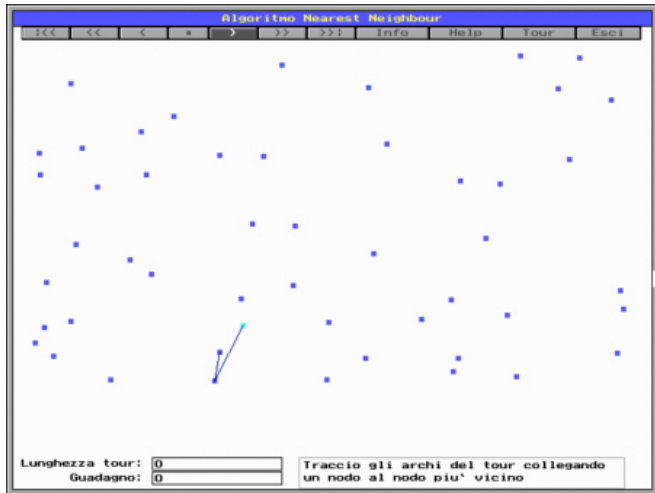 Algoritmo Nearest Neighbour
¦<< << < ▪ > >> >>¦ Info Help Tour Esci
Lunghezza tour: 0
Guadagno: 0
Traccio gli archi del tour collegando
un nodo al nodo piu' vicino